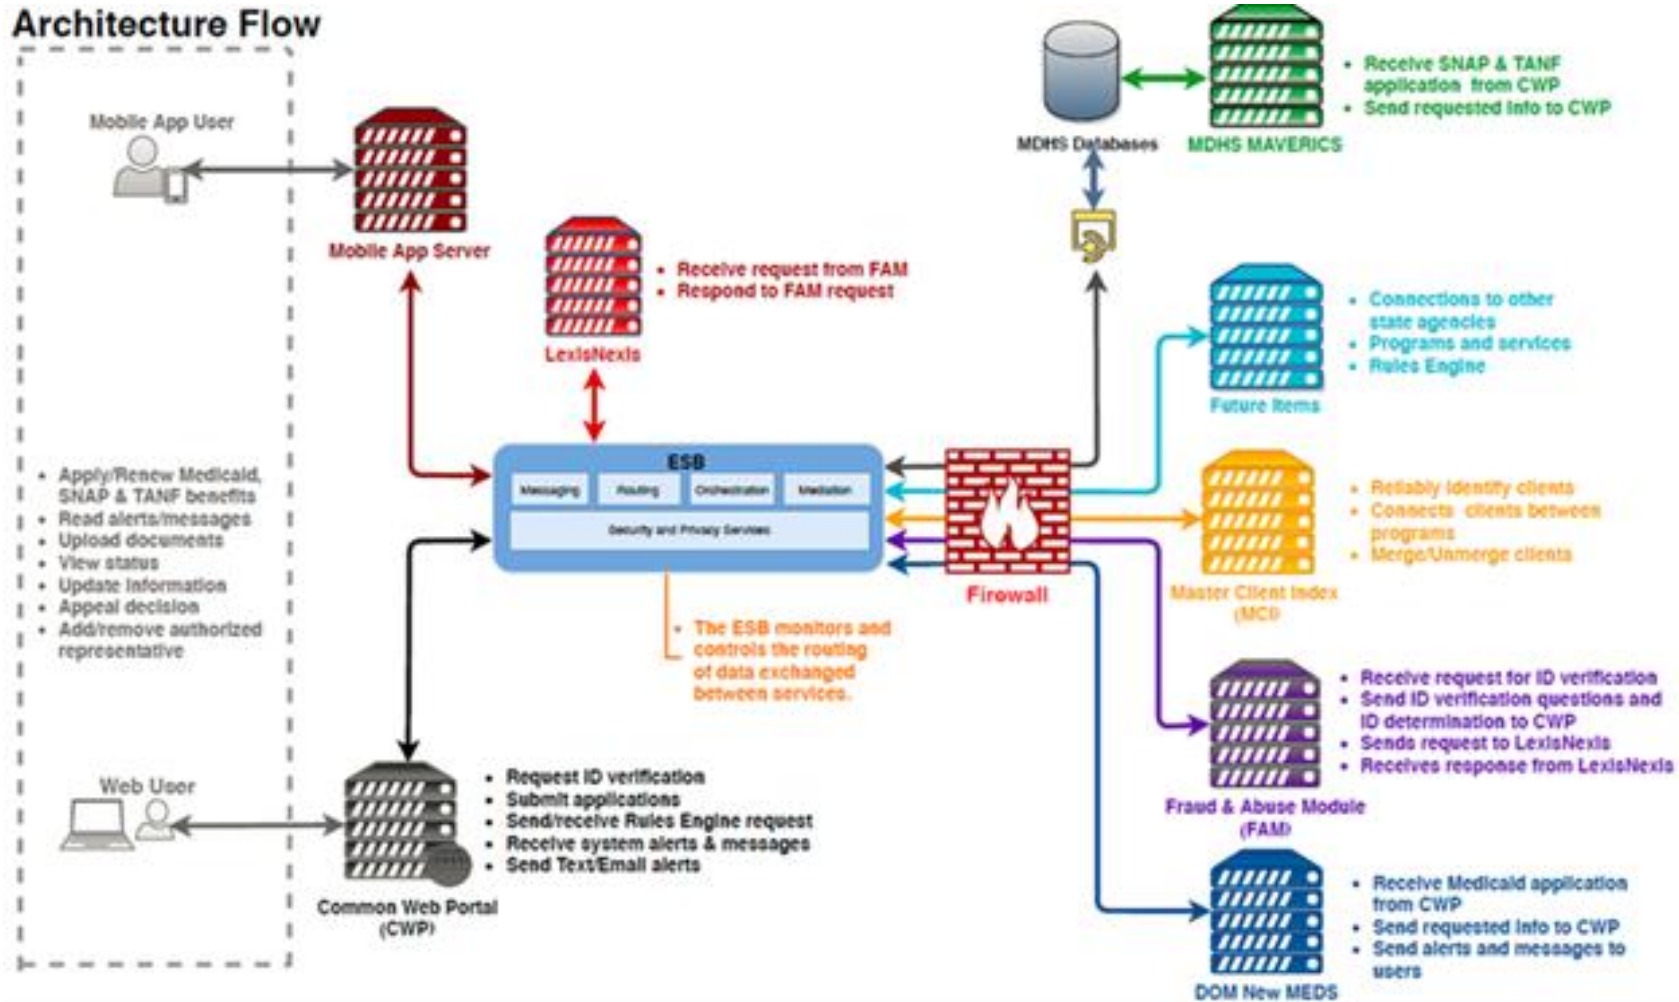 Architecture Flow
Mobile App User
Mobile App Server
• Apply/Renew Medicaid,
SNAP & TANF benefits
• Read alerts/messages
• Upload documents
• View status
• Update information
• Appeal decision
• Add/remove authorized
representative
Web User
Common Web Portal
(CWP)
• Request ID verification
• Submit applications
• Send/receive Rules Engine request
• Receive system alerts & messages
• Send Text/Email alerts
LexisNexis
• Receive request from FAM
• Respond to FAM request
ESB
Messaging
Routing
Orchestration
Mediation
Security and Privacy Services
• The ESB monitors and
controls the routing
of data exchanged
between services.
Firewall
MDHS Databases
MDHS MAVERICS
• Receive SNAP & TANF
application from CWP
• Send requested info to CWP
Future Items
• Connections to other
state agencies
• Programs and services
• Rules Engine
Master Client Index
(MCI)
• Reliably identify clients
• Connects clients between
programs
• Merge/Unmerge clients
Fraud & Abuse Module
(FAM)
• Receive request for ID verification
• Send ID verification questions and
ID determination to CWP
• Sends request to LexisNexis
• Receives response from LexisNexis
DOM New MEDS
• Receive Medicaid application
from CWP
• Send requested info to CWP
• Send alerts and messages to
users